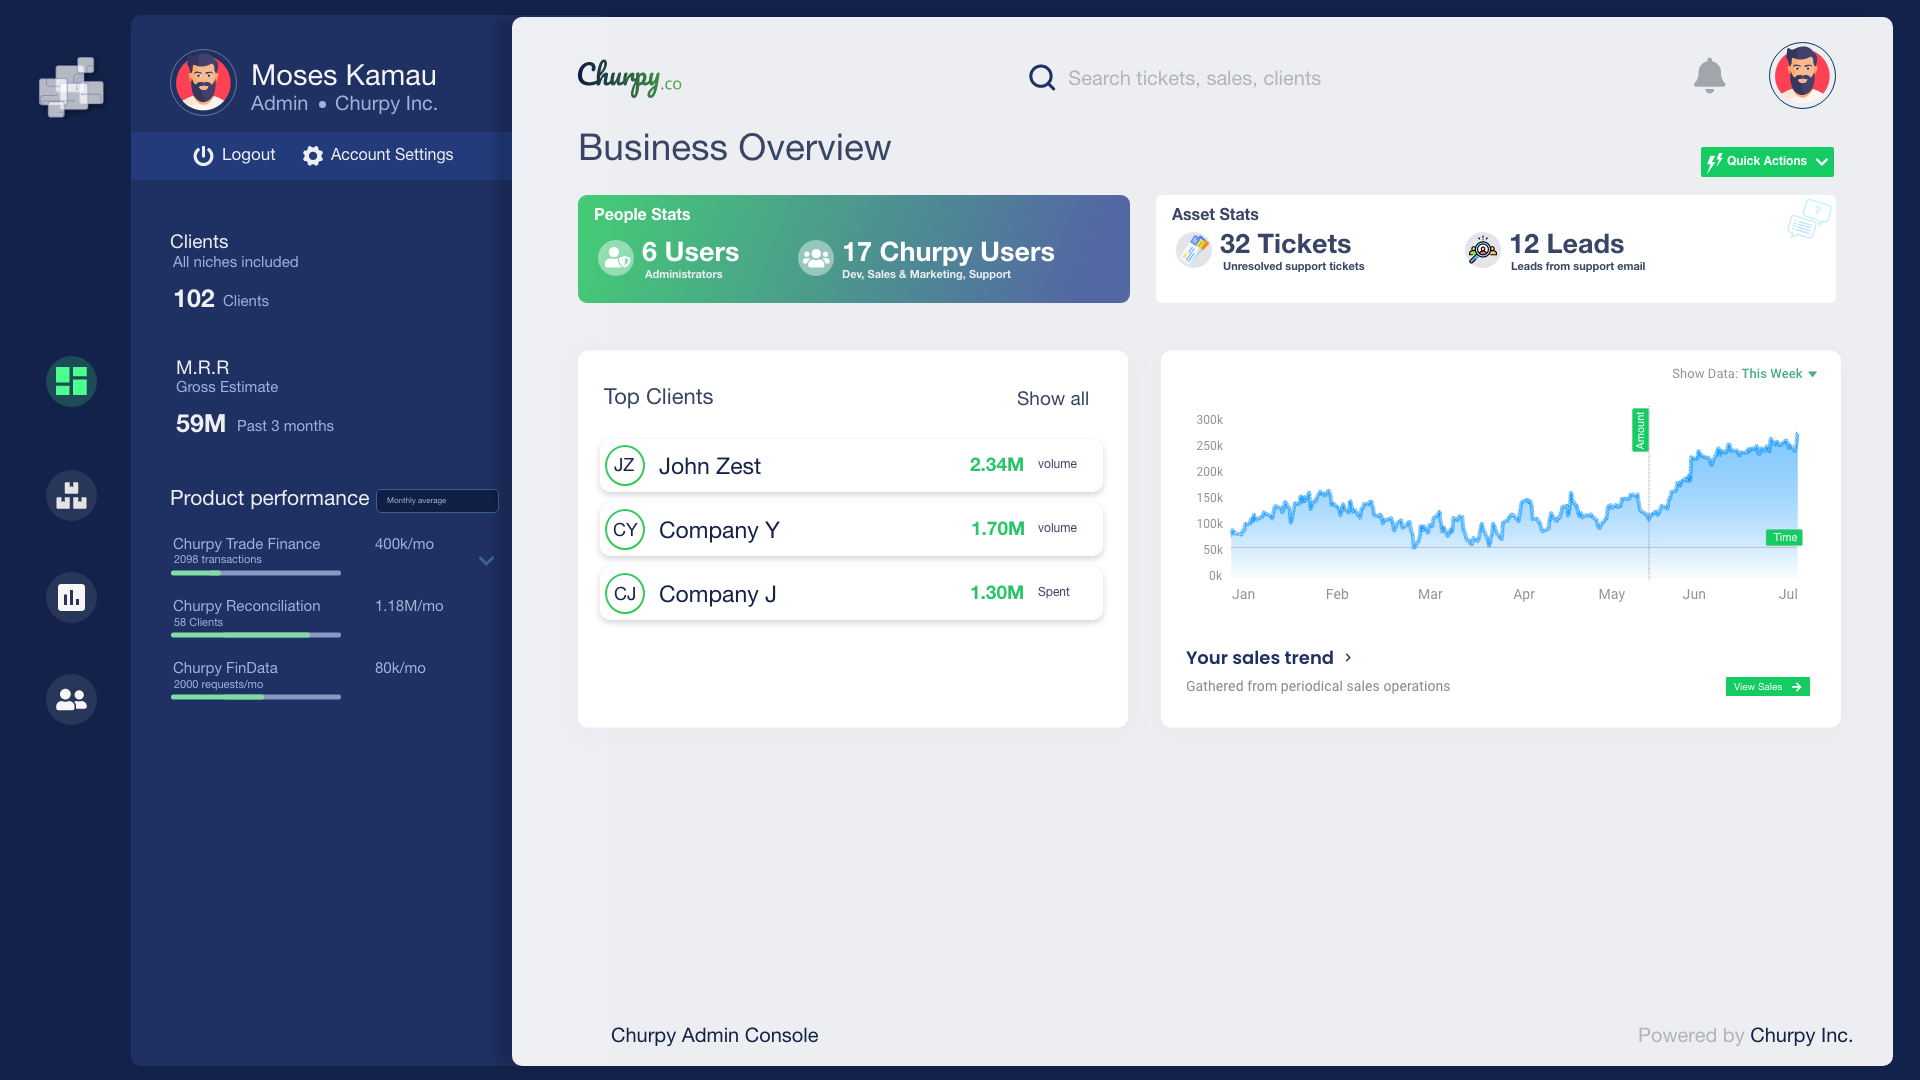 Moses Kamau
Admin • Churpy Inc.
Logout
Account Settings
Clients
All niches included
102 Clients
M.R.R
Gross Estimate
59M Past 3 months
Product performance
Monthly average
Churpy Trade Finance 400k/mo
2098 transactions
Churpy Reconciliation 1.18M/mo
58 Clients
Churpy FinData 80k/mo
2000 requests/mo
Churpy.co
Search tickets, sales, clients
Business Overview
Quick Actions
People Stats
6 Users
Administrators
17 Churpy Users
Dev, Sales & Marketing, Support
Asset Stats
32 Tickets
Unresolved support tickets
12 Leads
Leads from support email
?
Top Clients
Show all
JZ John Zest 2.34M volume
CY Company Y 1.70M volume
CJ Company J 1.30M Spent
Show Data: This Week
300k
250k
200k
150k
100k
50k
0k
Amount
Time
Jan Feb Mar Apr May Jun Jul
Your sales trend
Gathered from periodical sales operations
View Sales
Churpy Admin Console
Powered by Churpy Inc.